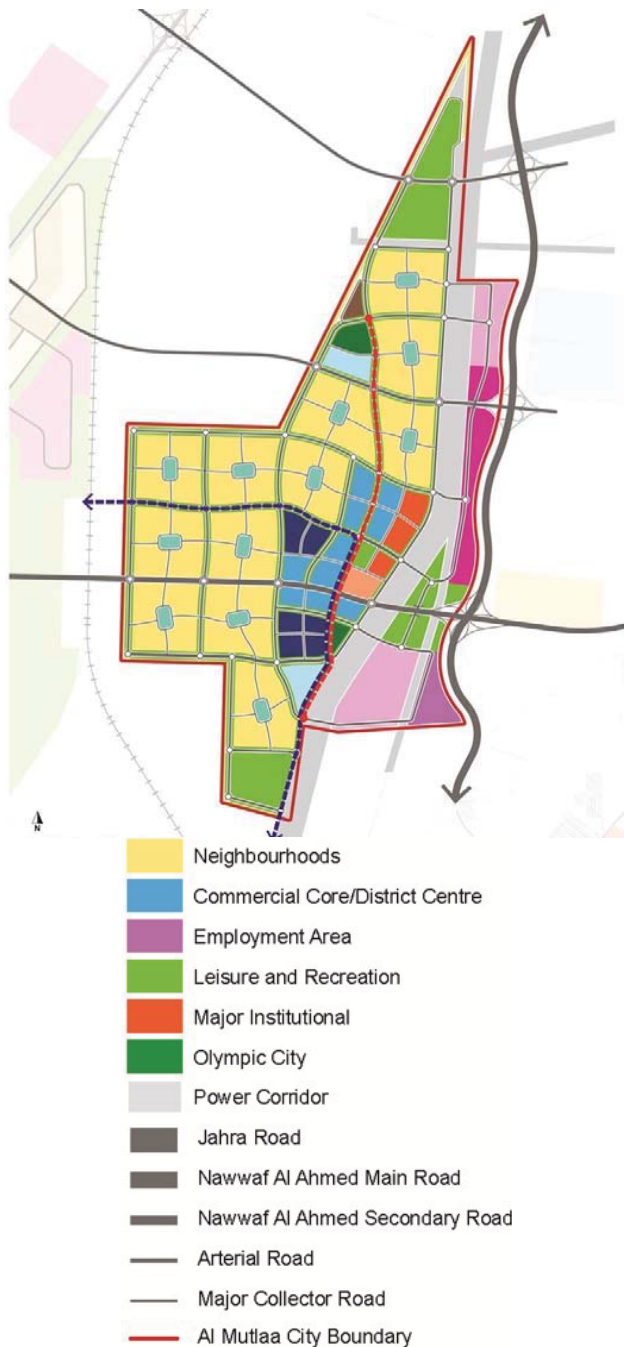 N
Neighbourhoods
Commercial Core/District Centre
Employment Area
Leisure and Recreation
Major Institutional
Olympic City
Power Corridor
Jahra Road
Nawwaf Al Ahmed Main Road
Nawwaf Al Ahmed Secondary Road
Arterial Road
Major Collector Road
Al Mutlaa City Boundary